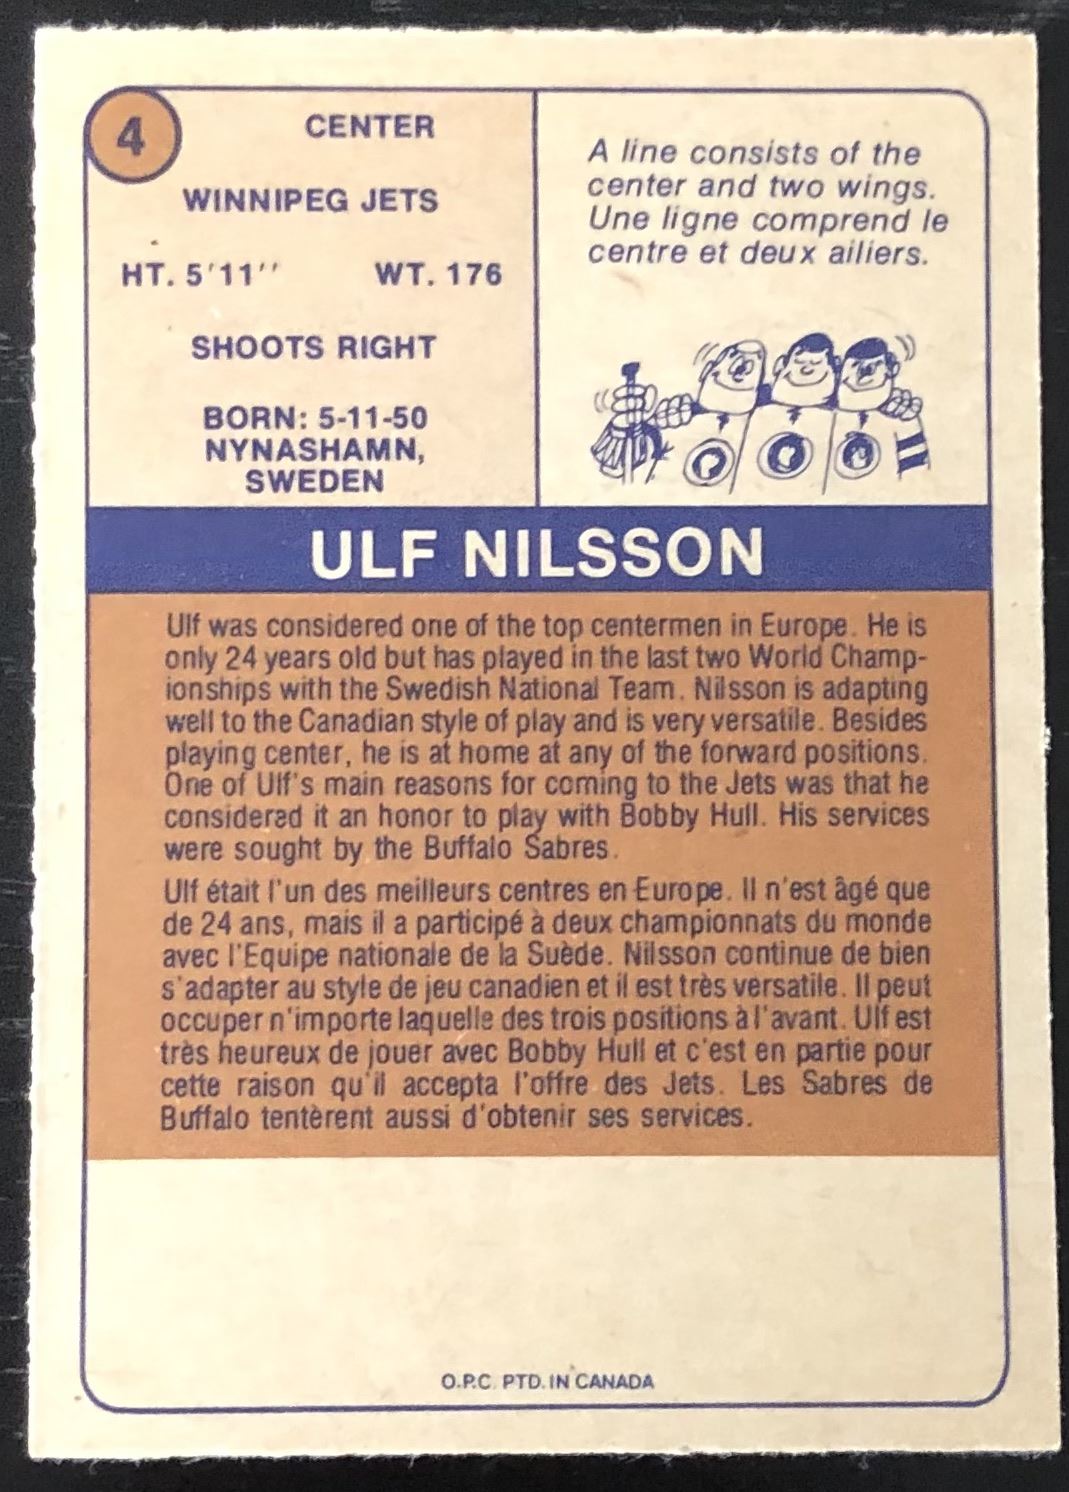 4
CENTER
WINNIPEG JETS
HT. 5'11'' WT. 176
SHOOTS RIGHT
BORN: 5-11-50
NYNASHAMN,
SWEDEN
A line consists of the
center and two wings.
Une ligne comprend le
centre et deux ailiers.
ULF NILSSON
Ulf was considered one of the top centermen in Europe. He is
only 24 years old but has played in the last two World Champ-
ionships with the Swedish National Team. Nilsson is adapting
well to the Canadian style of play and is very versatile. Besides
playing center, he is at home at any of the forward positions.
One of Ulf's main reasons for coming to the Jets was that he
considered it an honor to play with Bobby Hull. His services
were sought by the Buffalo Sabres.
Ulf était l'un des meilleurs centres en Europe. Il n'est âgé que
de 24 ans, mais il a participé à deux championnats du monde
avec l'Equipe nationale de la Suède. Nilsson continue de bien
s'adapter au style de jeu canadien et il est très versatile. Il peut
occuper n'importe laquelle des trois positions à l'avant. Ulf est
très heureux de jouer avec Bobby Hull et c'est en partie pour
cette raison qu'il accepta l'offre des Jets. Les Sabres de
Buffalo tentèrent aussi d'obtenir ses services.
O.P.C. PTD. IN CANADA